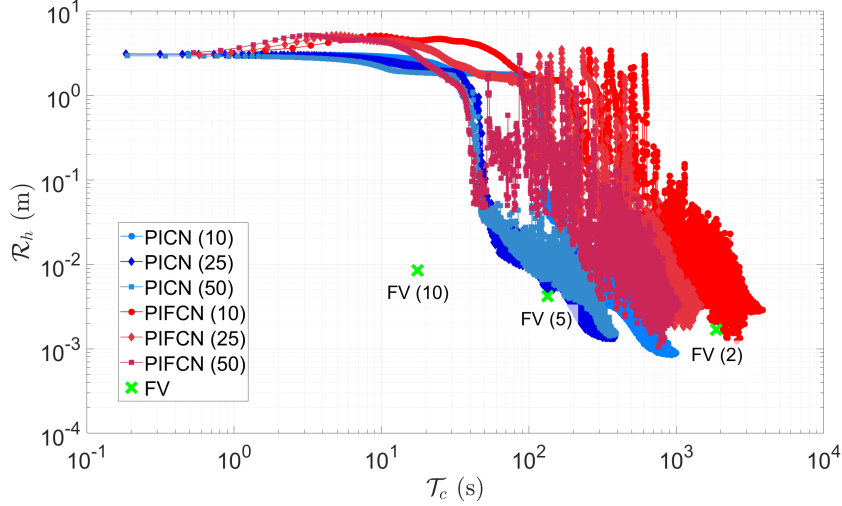 10^1
10^0
10^-1
10^-2
10^-3
10^-4
ℛ_h (m)
PICN (10)
PICN (25)
PICN (50)
PIFCN (10)
PIFCN (25)
PIFCN (50)
FV
FV (10)
FV (5)
FV (2)
10^-1
10^0
10^1
10^2
10^3
10^4
𝒯_c (s)